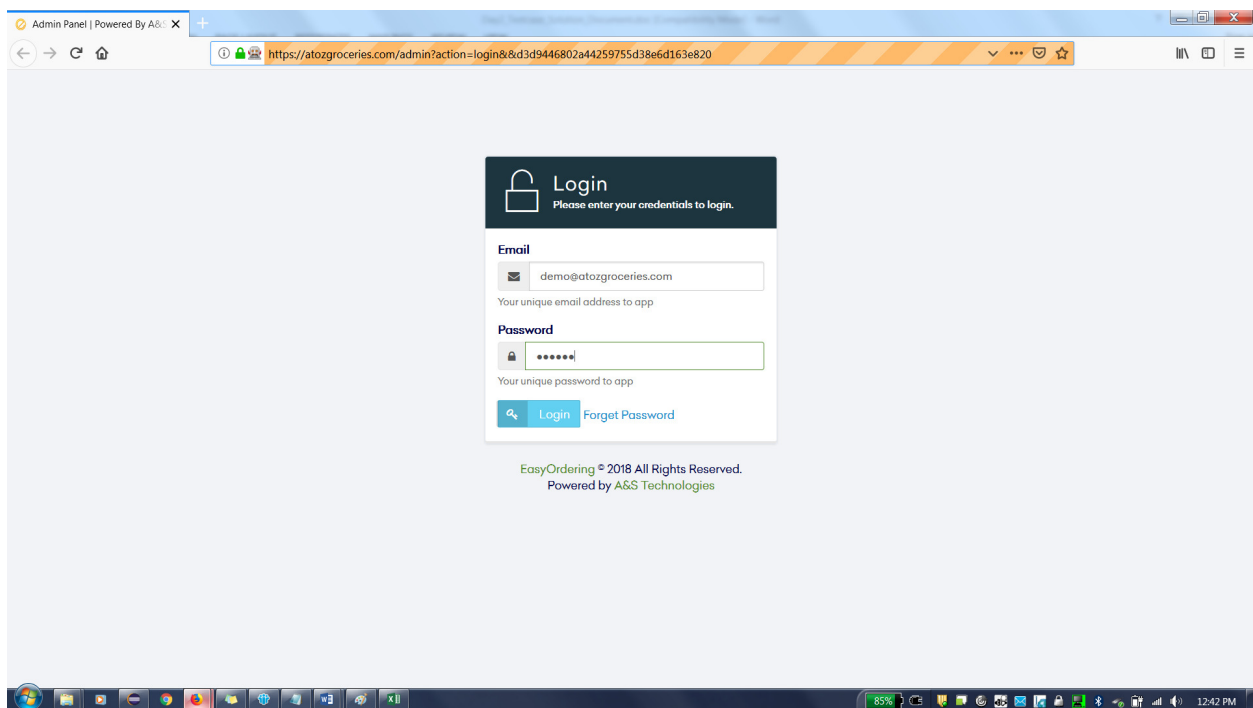 Admin Panel | Powered By A&S
https://atozgroceries.com/admin?action=login&&d3d9446802a44259755d38e6d163e820
Login
Please enter your credentials to login.
Email
demo@atozgroceries.com
Your unique email address to app
Password
••••••
Your unique password to app
Login Forget Password
EasyOrdering © 2018 All Rights Reserved.
Powered by A&S Technologies
85%
12:42 PM